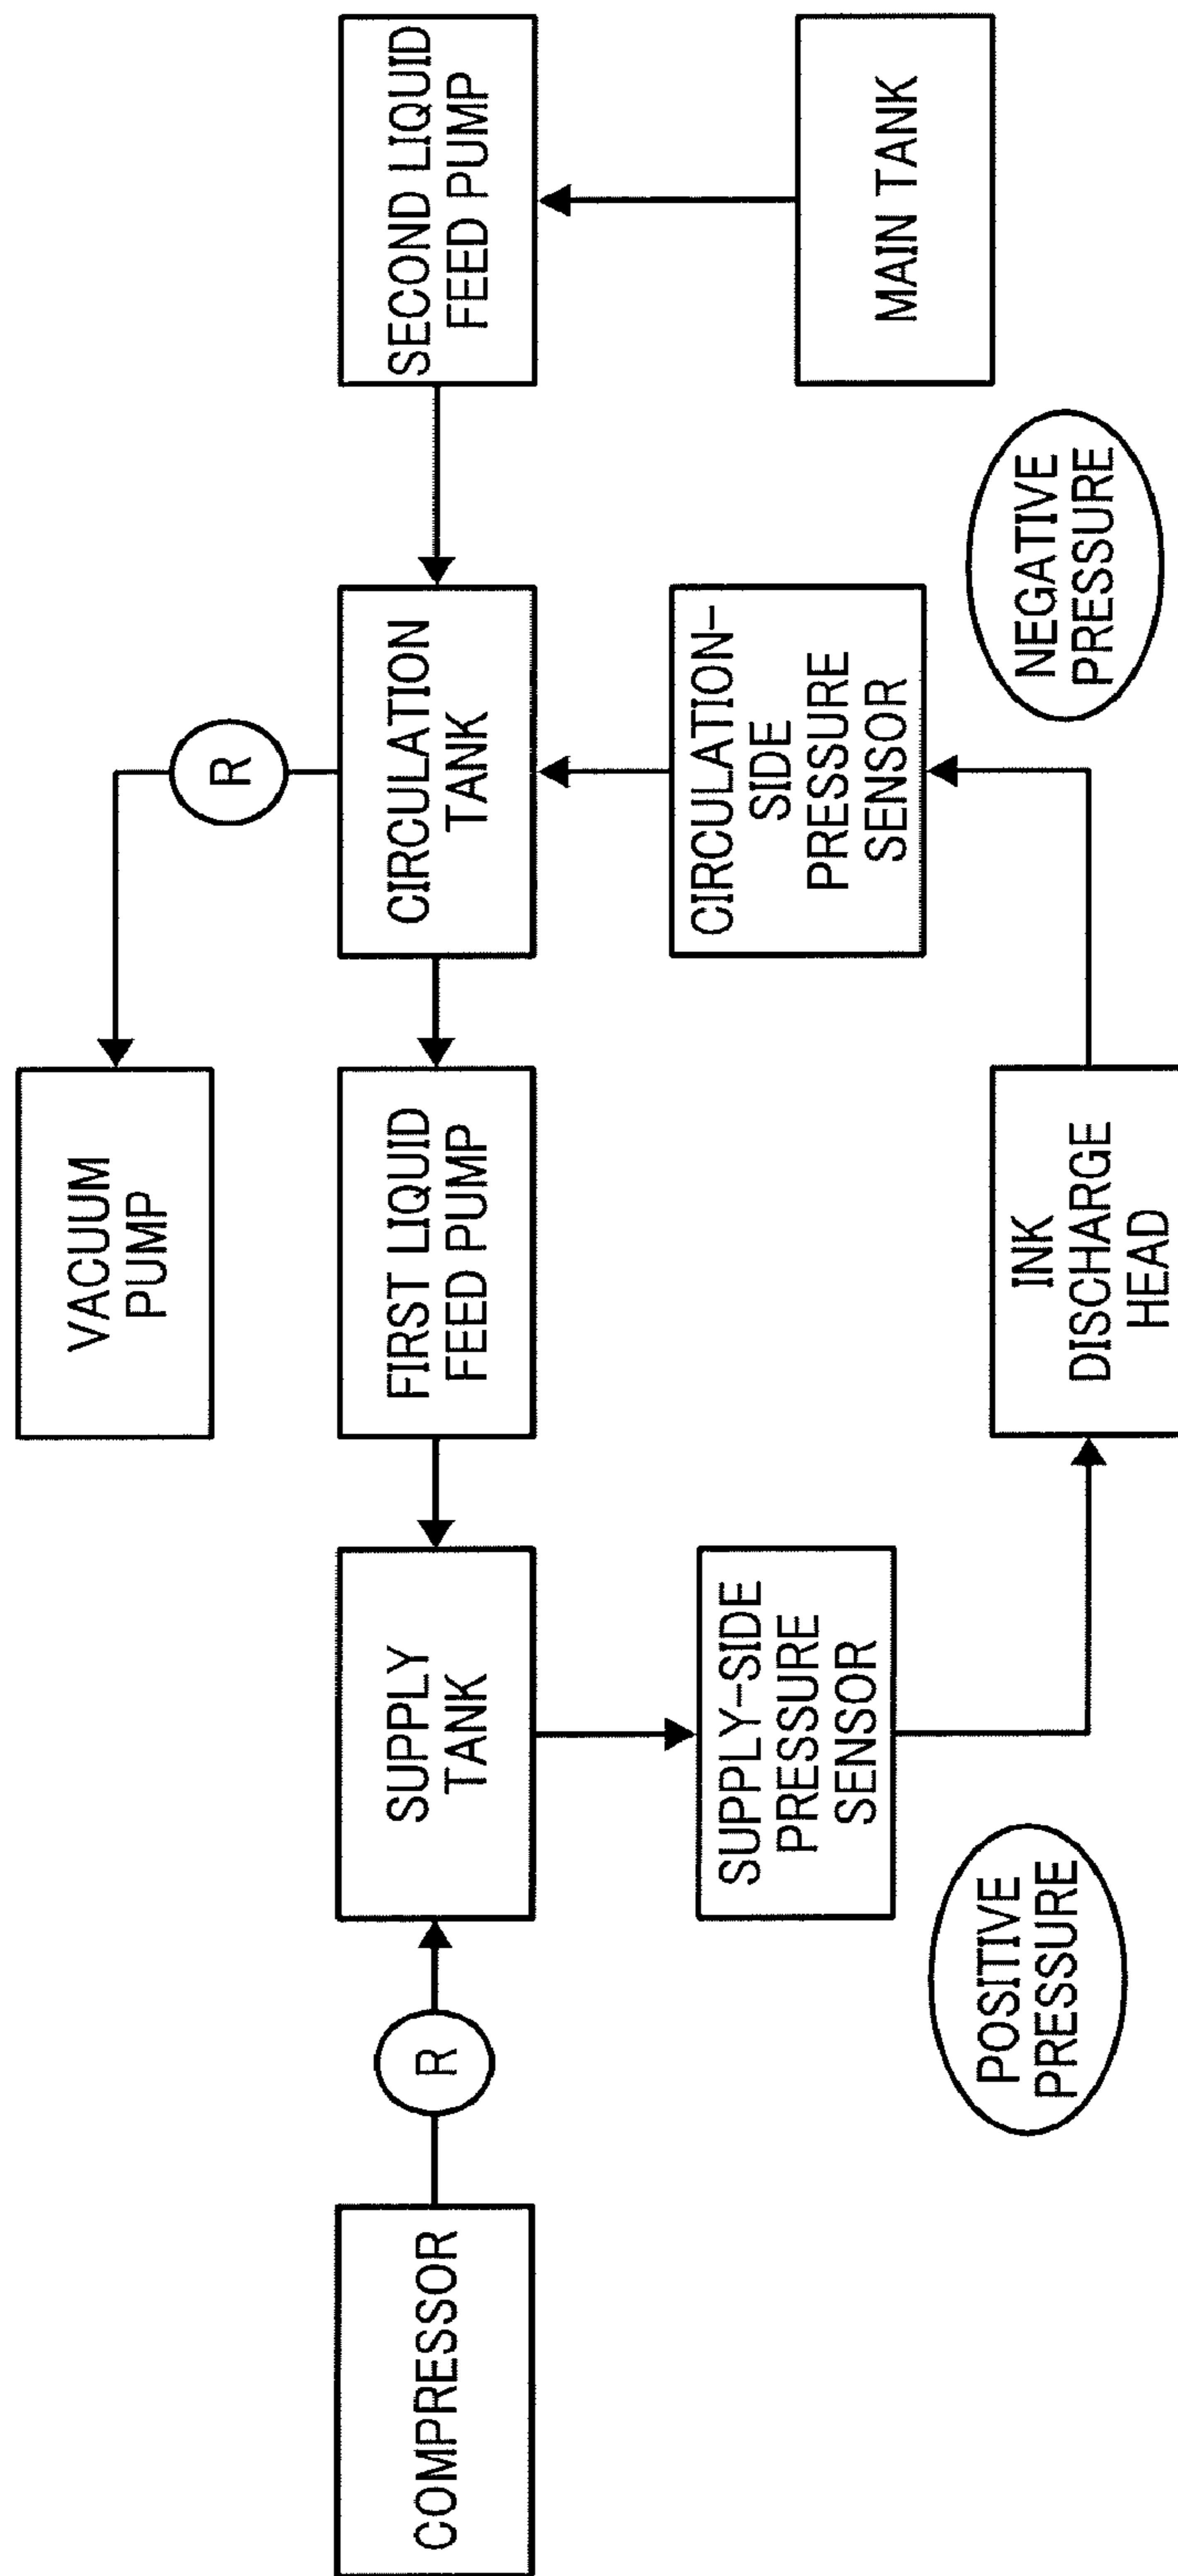 VACUUM
PUMP
R
COMPRESSOR
R
SUPPLY
TANK
FIRST LIQUID
FEED PUMP
CIRCULATION
TANK
SECOND LIQUID
FEED PUMP
SUPPLY-SIDE
PRESSURE
SENSOR
CIRCULATION-
SIDE
PRESSURE
SENSOR
MAIN TANK
POSITIVE
PRESSURE
INK
DISCHARGE
HEAD
NEGATIVE
PRESSURE